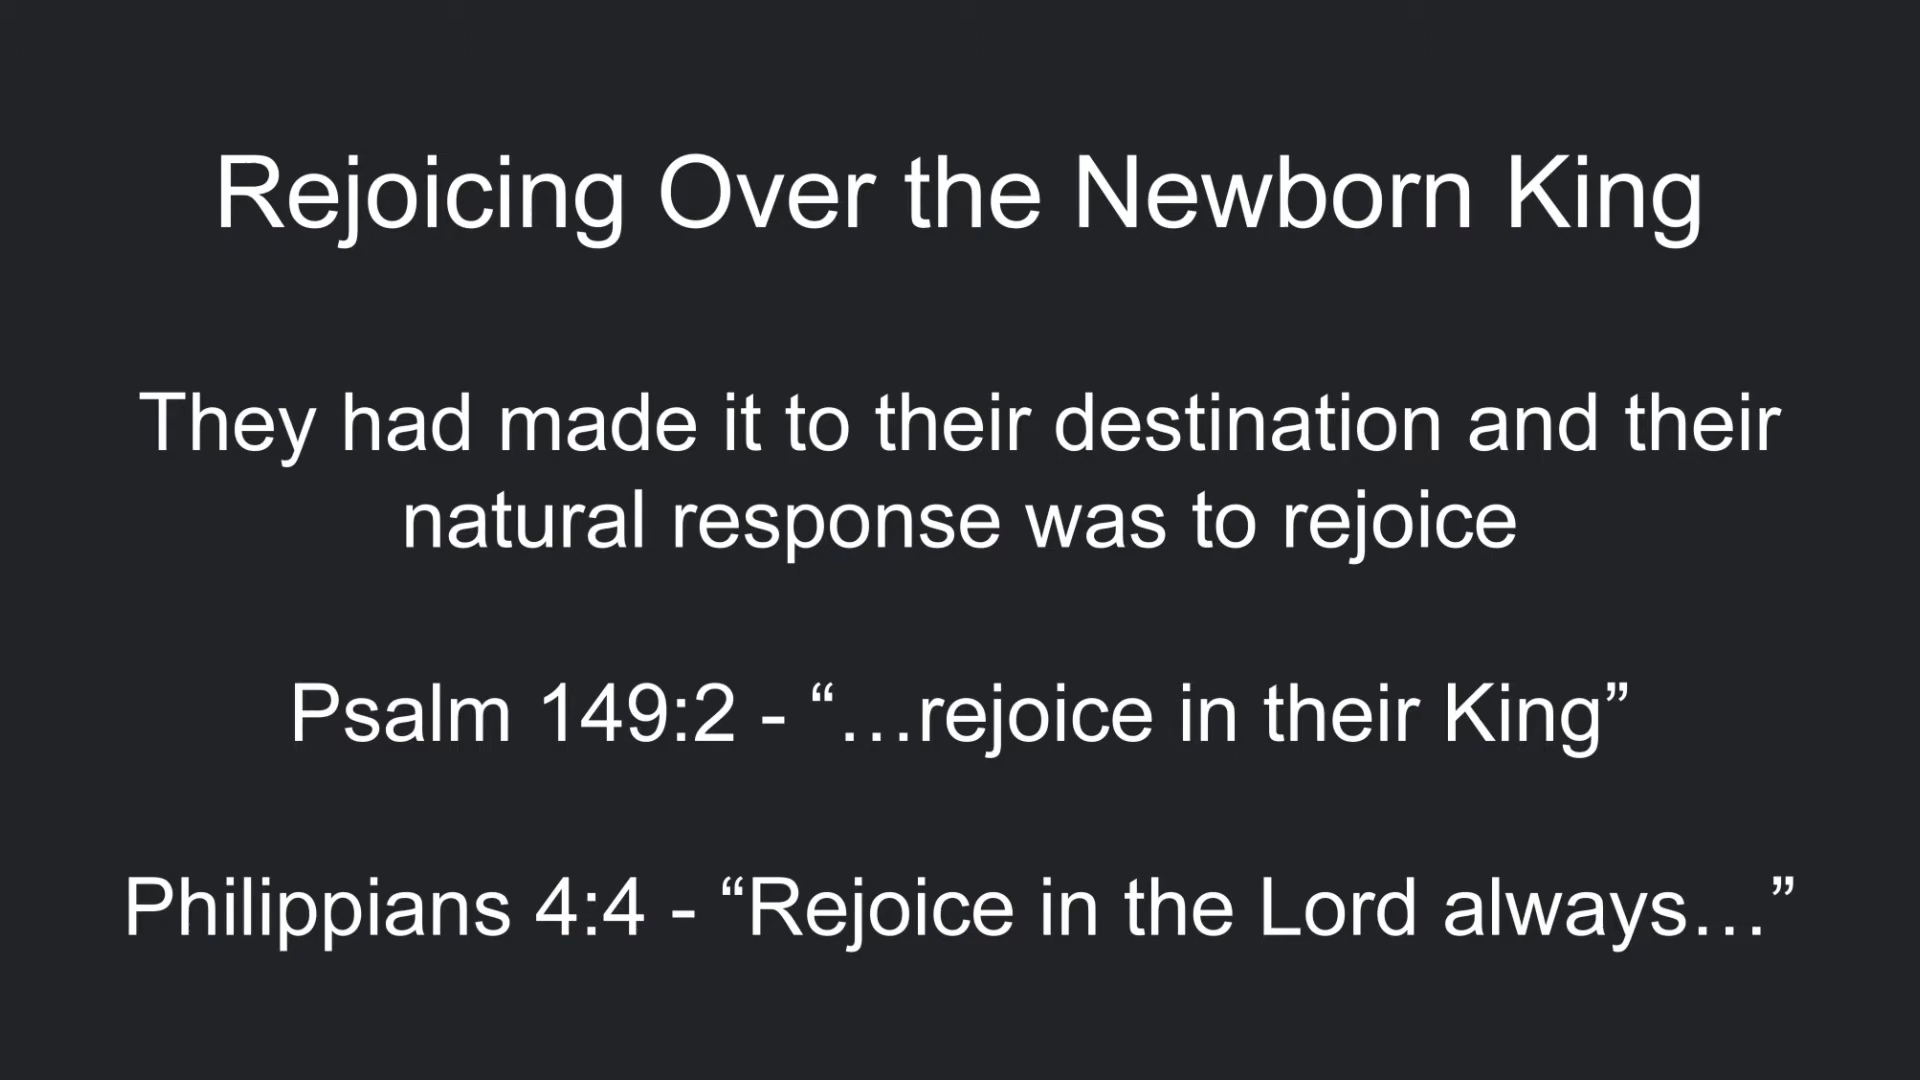 Rejoicing Over the Newborn King
They had made it to their destination and their
natural response was to rejoice
Psalm 149:2 - “…rejoice in their King”
Philippians 4:4 - “Rejoice in the Lord always…”